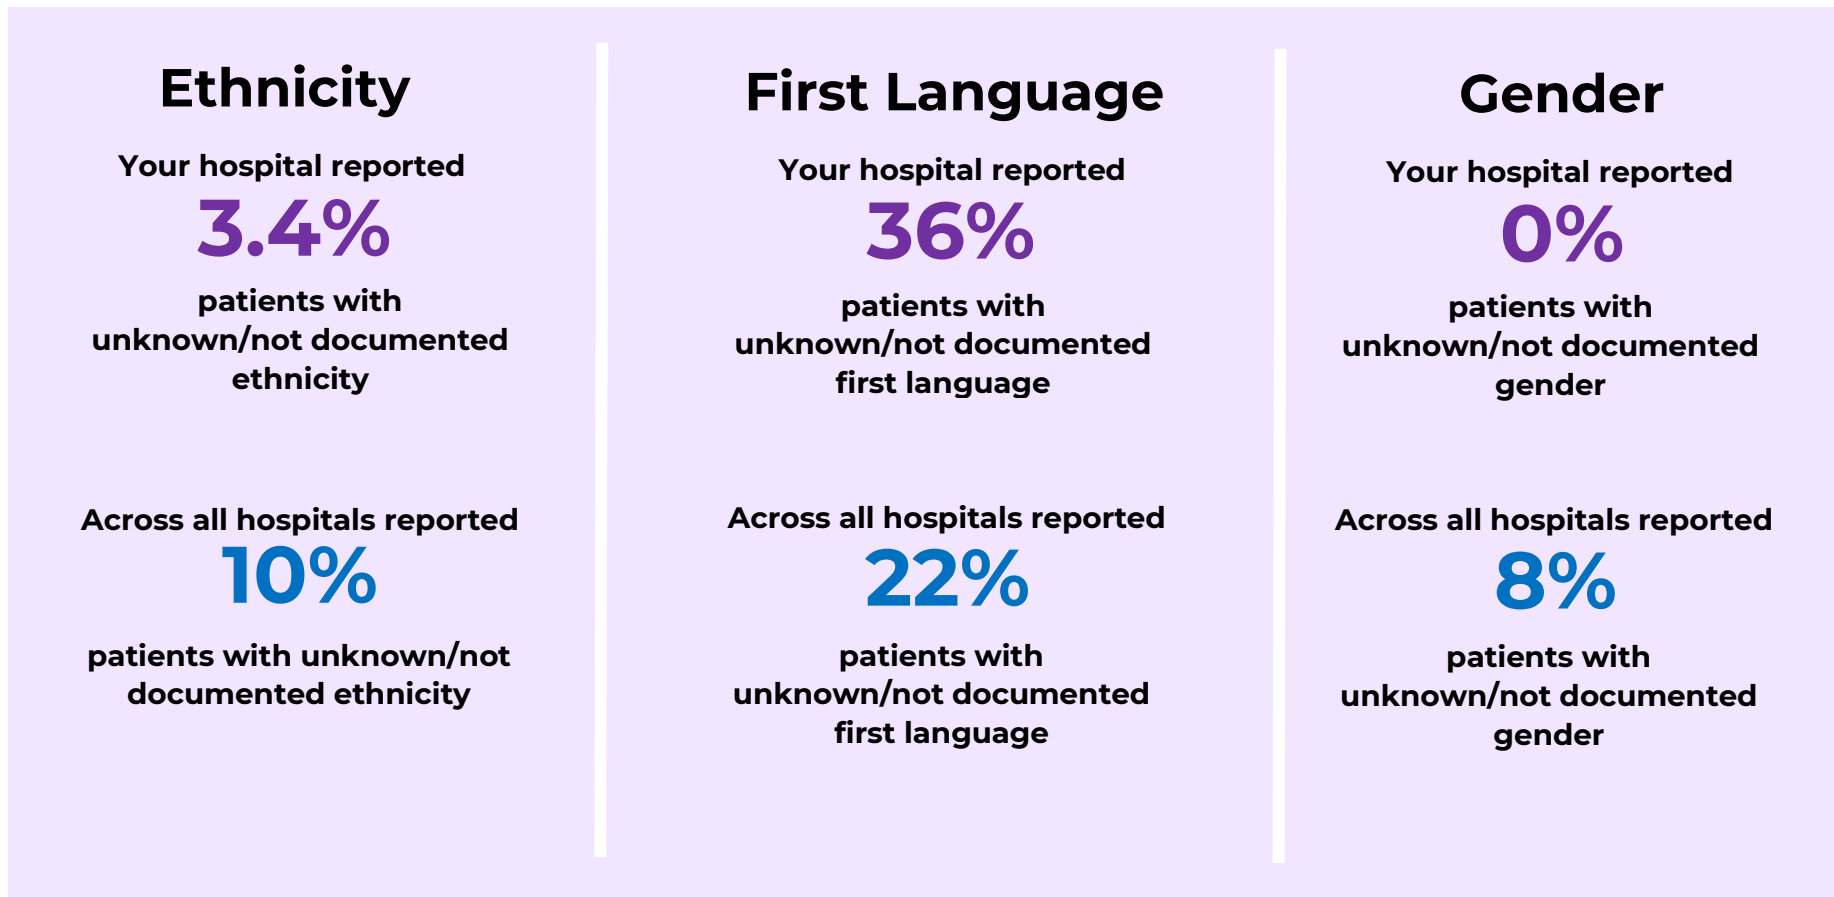 Ethnicity
Your hospital reported
3.4%
patients with
unknown/not documented
ethnicity
Across all hospitals reported
10%
patients with unknown/not
documented ethnicity
First Language
Your hospital reported
36%
patients with
unknown/not documented
first language
Across all hospitals reported
22%
patients with
unknown/not documented
first language
Gender
Your hospital reported
0%
patients with
unknown/not documented
gender
Across all hospitals reported
8%
patients with
unknown/not documented
gender